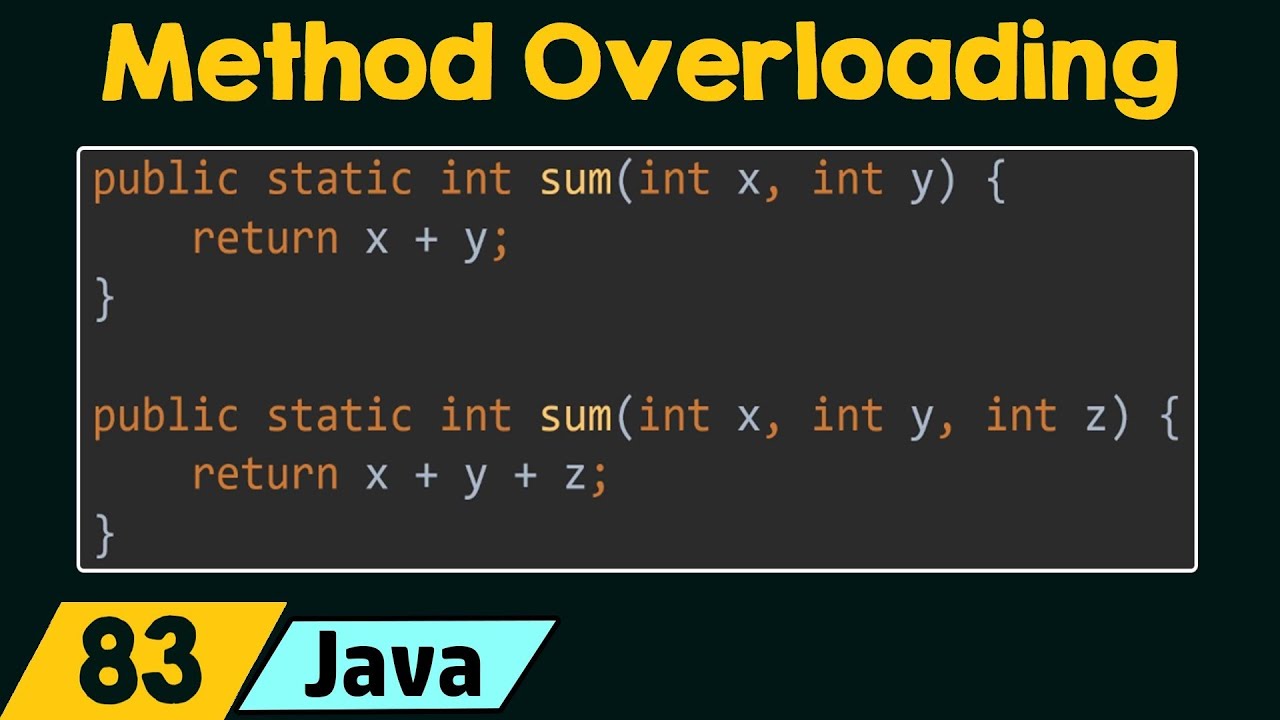 Method Overloading
public static int sum(int x, int y) {
    return x + y;
}
public static int sum(int x, int y, int z) {
    return x + y + z;
}
83
Java